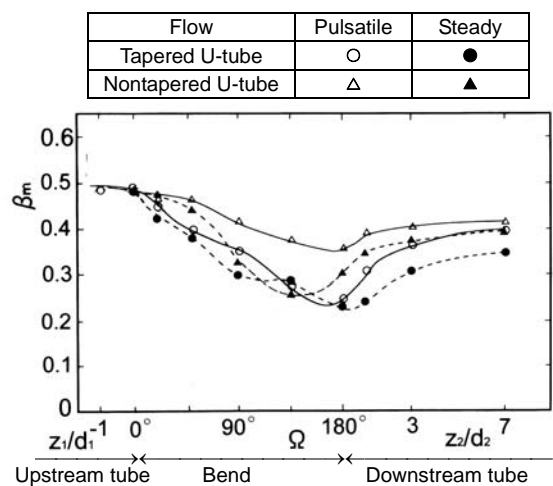 Flow Pulsatile Steady
Tapered U-tube ○ ●
Nontapered U-tube △ ▲
0.6
0.5
0.4
0.3
0.2
0.1
0
βm
z1/d1 -1 0° 90° Ω 180° 3 z2/d2 7
Upstream tube Bend Downstream tube